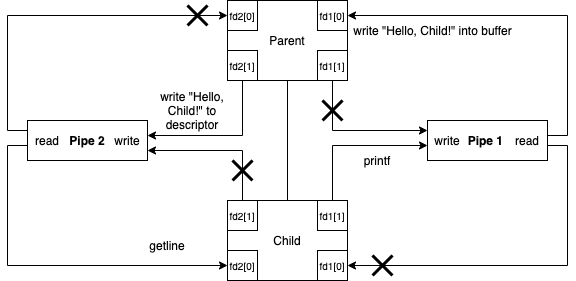 fd2[0] fd1[0]
Parent
fd2[1] fd1[1]
write "Hello, Child!" into buffer
write "Hello,
Child!" to
descriptor
read Pipe 2 write
write Pipe 1 read
printf
fd2[1] fd1[1]
Child
fd2[0] fd1[0]
getline